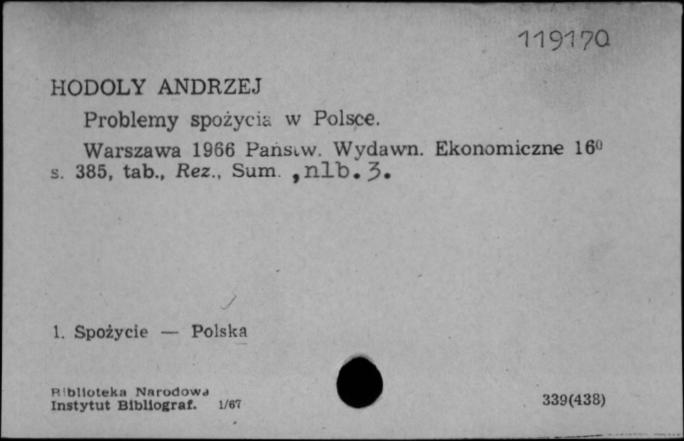 119170
HODOLY ANDRZEJ
Problemy spożycia w Polsce.
Warszawa 1966 Państw. Wydawn. Ekonomiczne 16⁰
s. 385, tab., Rez., Sum. , nlb. 3.
1. Spożycie — Polska
Biblioteka Narodowa
Instytut Bibliograf. 1/67
339(438)